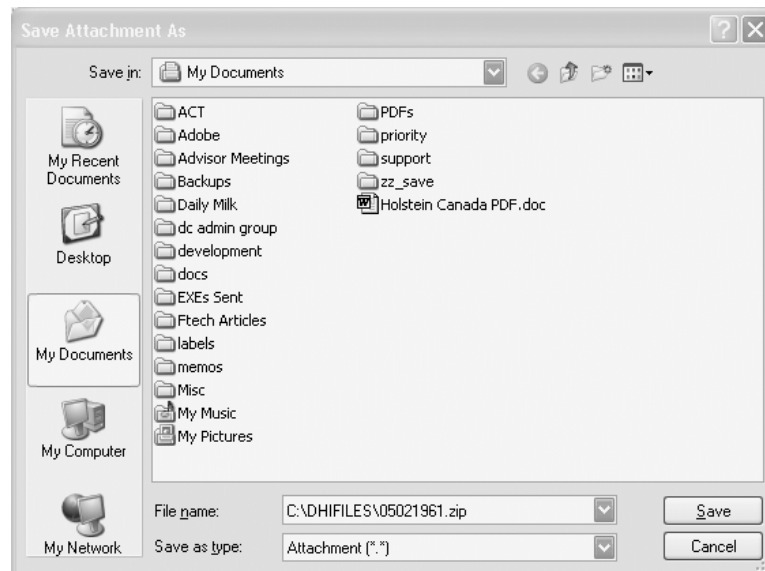 Save Attachment As
Save in:
My Documents
My Recent
Documents
Desktop
My Documents
My Computer
My Network
ACT
Adobe
Advisor Meetings
Backups
Daily Milk
dc admin group
development
docs
EXEs Sent
Ftech Articles
labels
memos
Misc
My Music
My Pictures
PDFs
priority
support
zz_save
Holstein Canada PDF.doc
File name:
C:\DHIFILES\05021961.zip
Save
Save as type:
Attachment (*.*)
Cancel